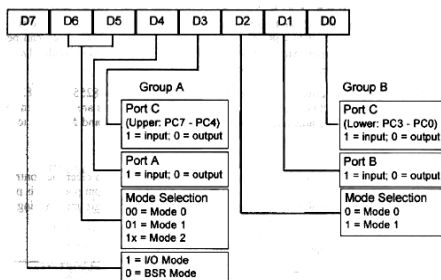 D7 D6 D5 D4 D3 D2 D1 D0
Group A
Port C
(Upper: PC7 - PC4)
1 = input; 0 = output
Port A
1 = input; 0 = output
Mode Selection
00 = Mode 0
01 = Mode 1
1x = Mode 2
1 = I/O Mode
0 = BSR Mode
Group B
Port C
(Lower: PC3 - PC0)
1 = input; 0 = output
Port B
1 = input; 0 = output
Mode Selection
0 = Mode 0
1 = Mode 1